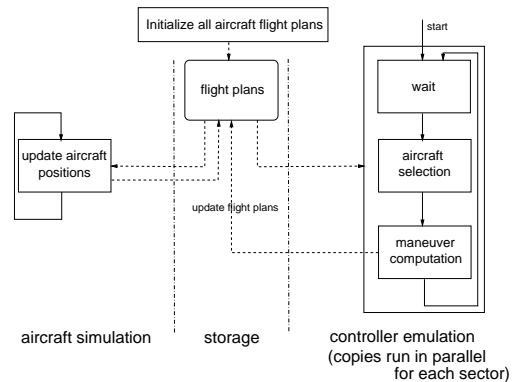 Initialize all aircraft flight plans
start
flight plans
wait
update aircraft
positions
aircraft
selection
update flight plans
maneuver
computation
aircraft simulation
storage
controller emulation
(copies run in parallel
for each sector)